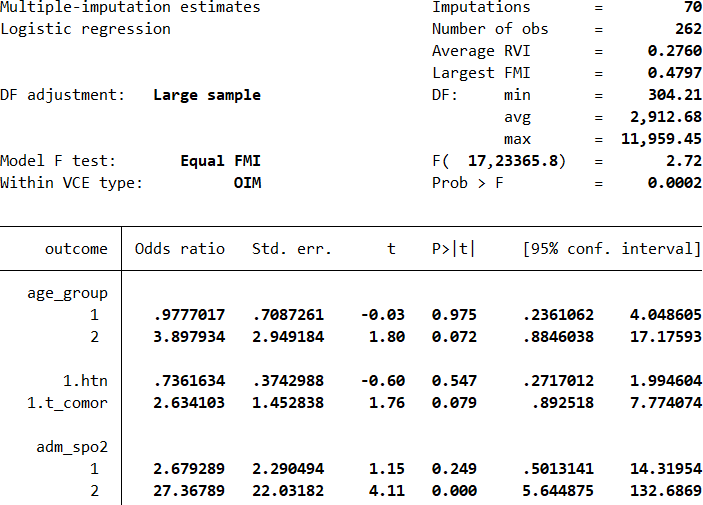 Multiple-imputation estimates Imputations = 70
Logistic regression Number of obs = 262
Average RVI = 0.2760
Largest FMI = 0.4797
DF adjustment: Large sample DF: min = 304.21
avg = 2,912.68
max = 11,959.45
Model F test: Equal FMI F( 17,23365.8) = 2.72
Within VCE type: OIM Prob > F = 0.0002
outcome Odds ratio Std. err. t P>|t| [95% conf. interval]
age_group
1 .9777017 .7087261 -0.03 0.975 .2361062 4.048605
2 3.897934 2.949184 1.80 0.072 .8846038 17.17593
1.htn .7361634 .3742988 -0.60 0.547 .2717012 1.994604
1.t_comor 2.634103 1.452838 1.76 0.079 .892518 7.774074
adm_spo2
1 2.679289 2.290494 1.15 0.249 .5013141 14.31954
2 27.36789 22.03182 4.11 0.000 5.644875 132.6869